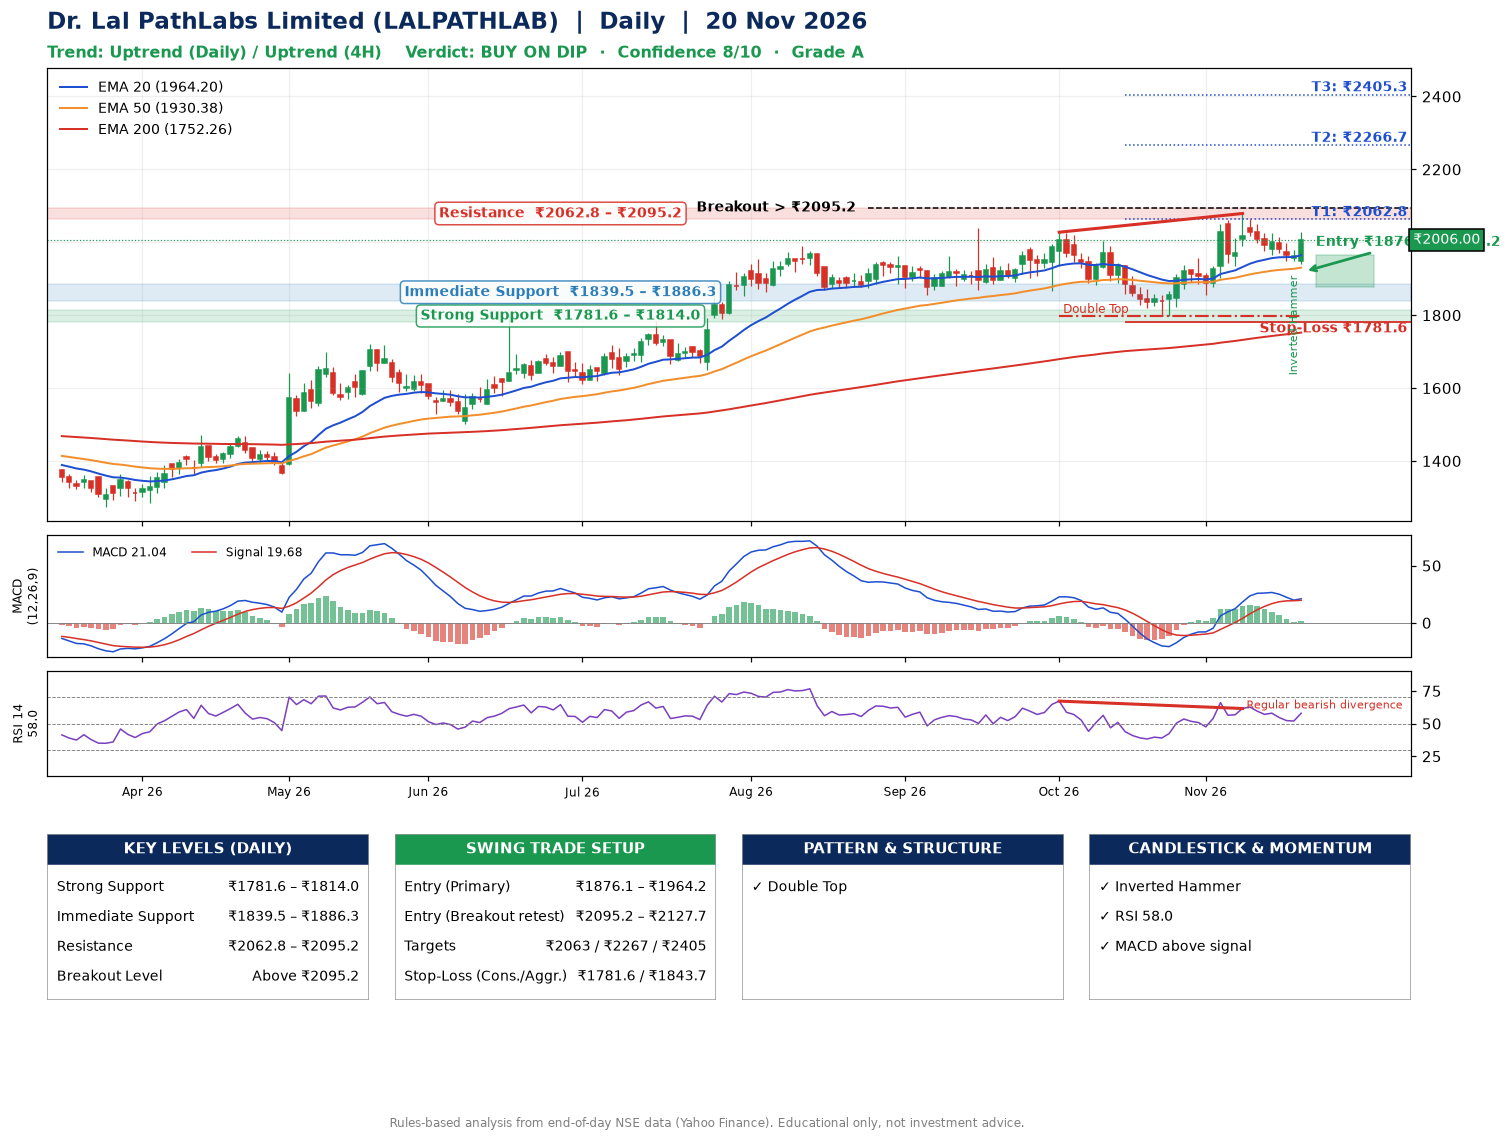 Dr. Lal PathLabs Limited (LALPATHLAB) | Daily | 20 Nov 2026
Trend: Uptrend (Daily) / Uptrend (4H) Verdict: BUY ON DIP · Confidence 8/10 · Grade A
EMA 20 (1964.20)
EMA 50 (1930.38)
EMA 200 (1752.26)
T3: ₹2405.3
2400
T2: ₹2266.7
2200
Resistance ₹2062.8 – ₹2095.2
Breakout > ₹2095.2
T1: ₹2062.8
Entry ₹1876
₹2006.00
.2
Immediate Support ₹1839.5 – ₹1886.3
Strong Support ₹1781.6 – ₹1814.0
Double Top
Inverted Hammer
1800
Stop-Loss ₹1781.6
1600
1400
MACD (12,26,9)
MACD 21.04
Signal 19.68
50
0
RSI 14
58.0
Regular bearish divergence
75
50
25
Apr 26
May 26
Jun 26
Jul 26
Aug 26
Sep 26
Oct 26
Nov 26
KEY LEVELS (DAILY)
Strong Support ₹1781.6 – ₹1814.0
Immediate Support ₹1839.5 – ₹1886.3
Resistance ₹2062.8 – ₹2095.2
Breakout Level Above ₹2095.2
SWING TRADE SETUP
Entry (Primary) ₹1876.1 – ₹1964.2
Entry (Breakout retest) ₹2095.2 – ₹2127.7
Targets ₹2063 / ₹2267 / ₹2405
Stop-Loss (Cons./Aggr.) ₹1781.6 / ₹1843.7
PATTERN & STRUCTURE
✓ Double Top
CANDLESTICK & MOMENTUM
✓ Inverted Hammer
✓ RSI 58.0
✓ MACD above signal
Rules-based analysis from end-of-day NSE data (Yahoo Finance). Educational only, not investment advice.